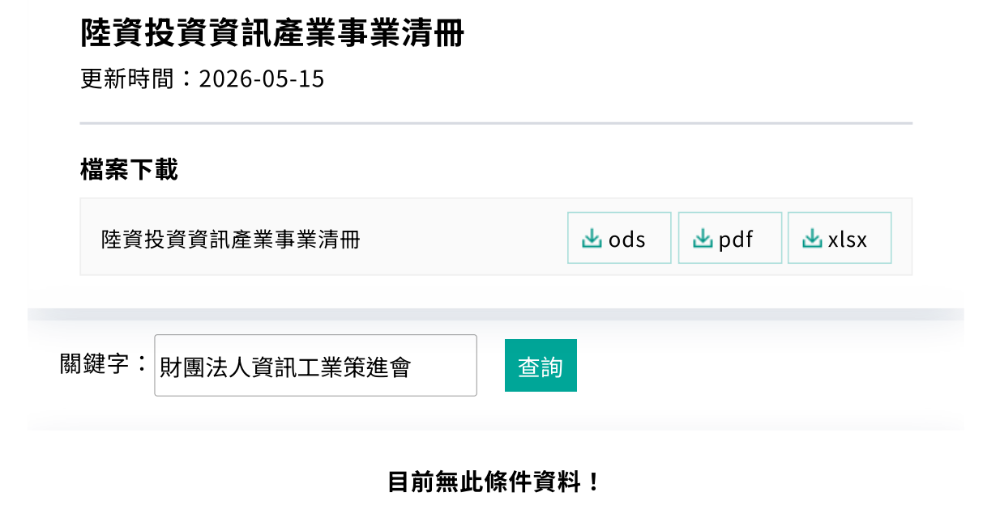 陸資投資資訊產業事業清冊
更新時間：2026-05-15
檔案下載
陸資投資資訊產業事業清冊 ods pdf xlsx
關鍵字： 財團法人資訊工業策進會 查詢
目前無此條件資料！